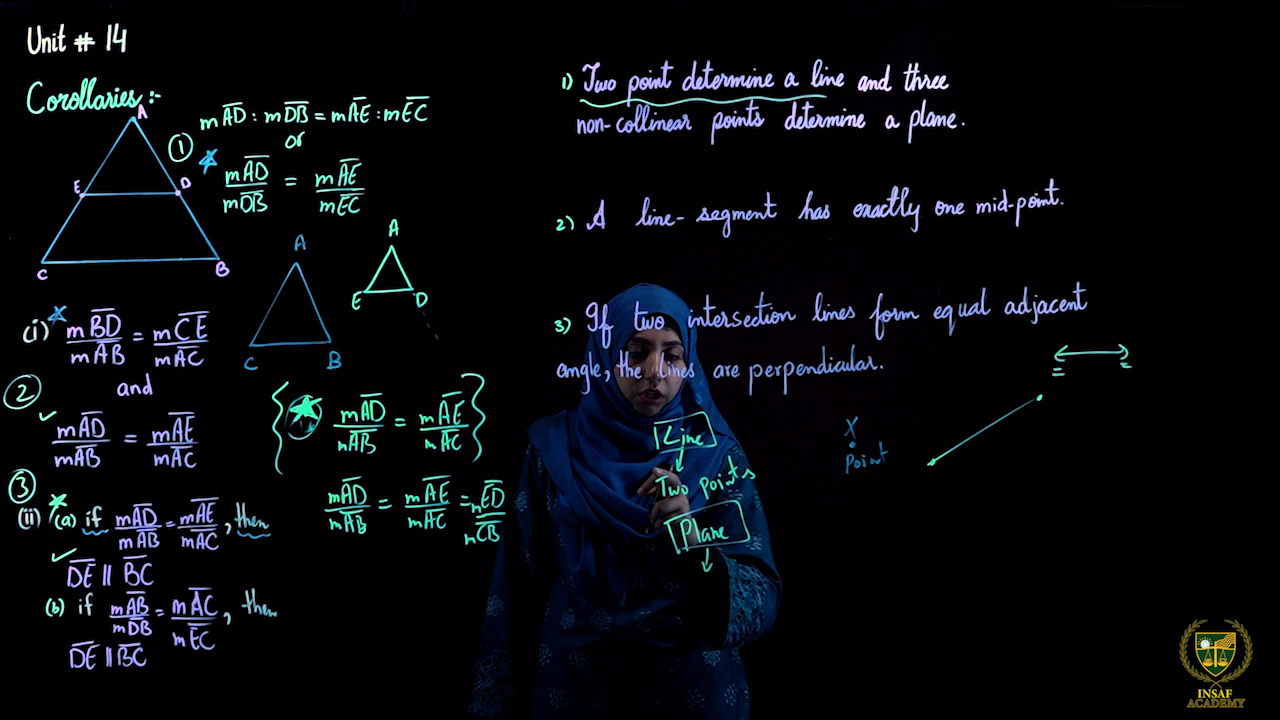 Unit # 14
Corollaries :-
A
E
D
C
B
① mAD : mDB = mAE : mEC
or
mAD/mDB = mAE/mEC
A
C
B
A
E
D
(i) mBD/mAB = mCE/mAC
and
② mAD/mAB = mAE/mAC
③
(ii) (a) if mAD/mAB = mAE/mAC , then
DE || BC
(b) if mAB/mDB = mAC/mEC , then
DE || BC
mAD/mAB = mAE/mAC
mAD/mAB = mAE/mAC = mED/mCB
1) Two point determine a line and three
non-collinear points determine a plane.
2) A line-segment has exactly one mid-point.
3) If two intersection lines form equal adjacent
angle, the lines are perpendicular.
Line
Two points
Plane
X
Point
INSAF
ACADEMY